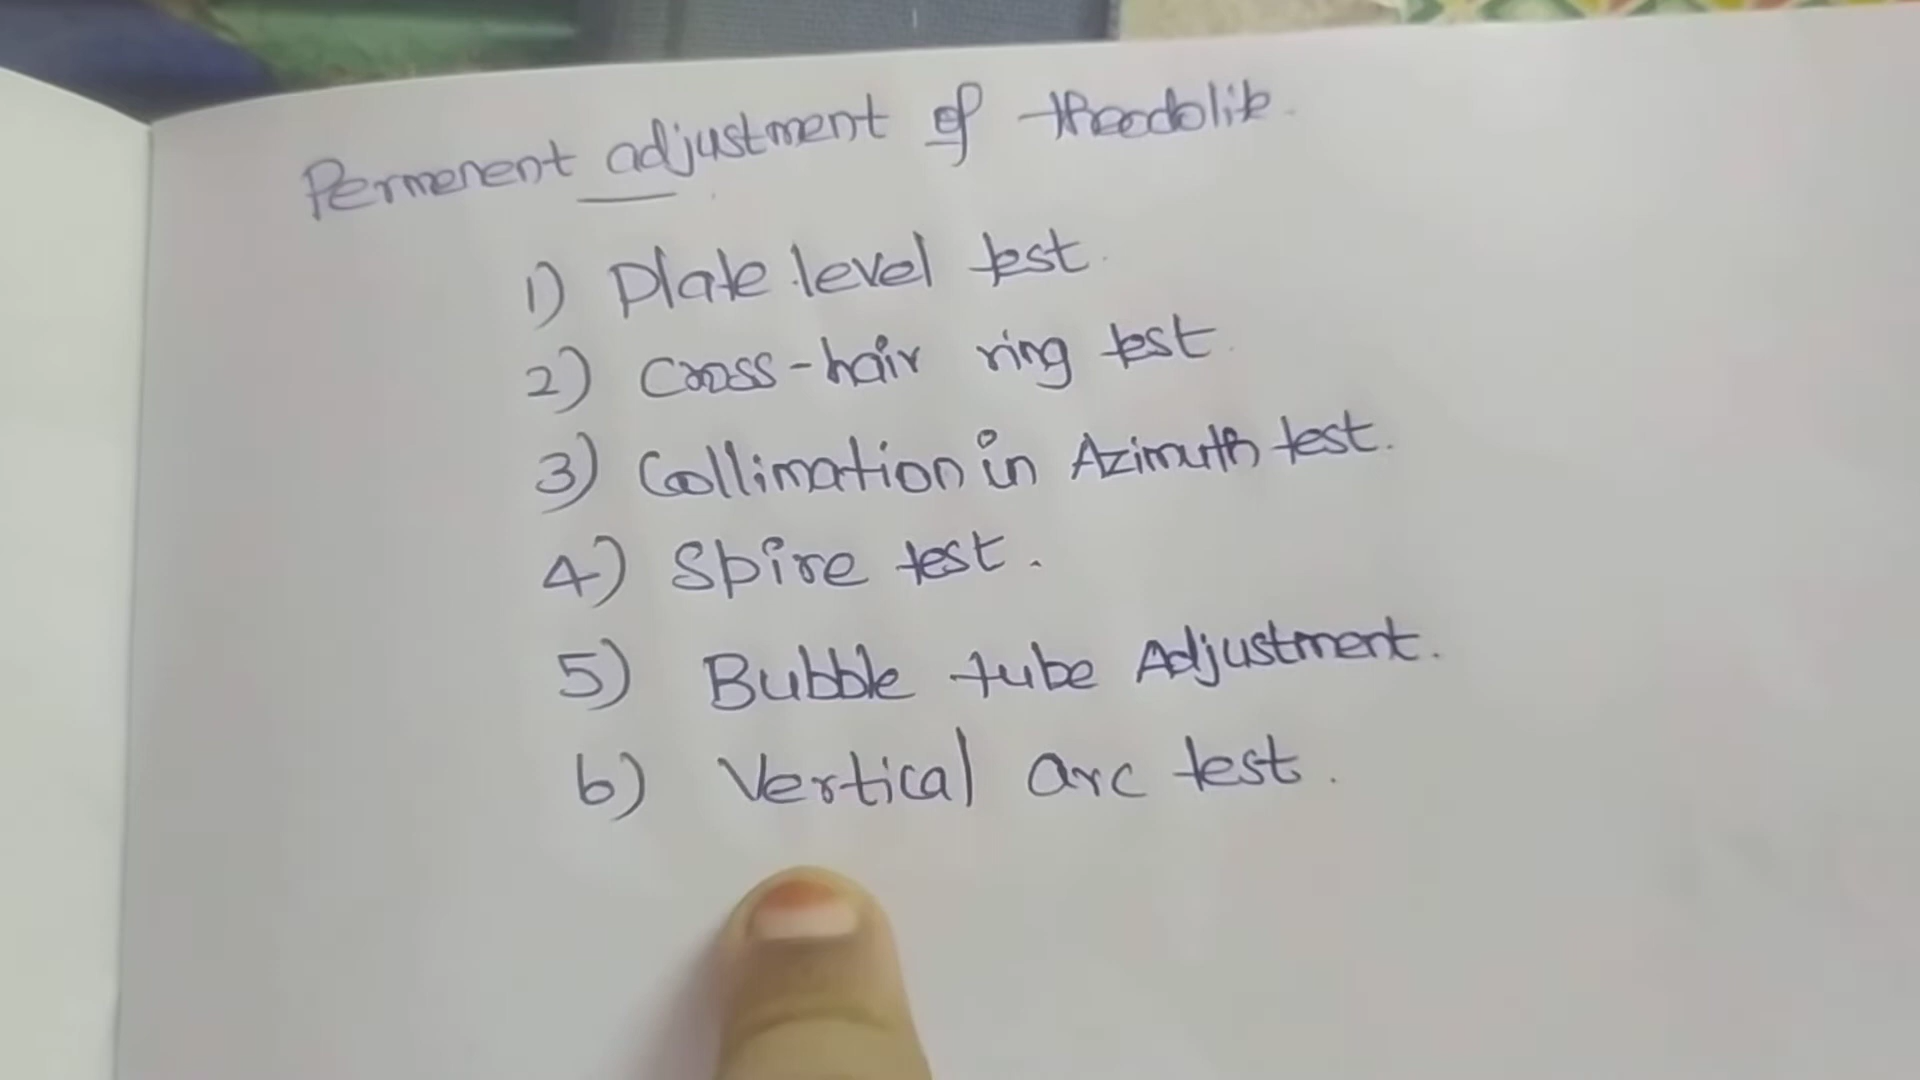 Permenent adjustment of theodolite.
1) Plate level test.
2) Cross-hair ring test.
3) Collimation in Azimuth test.
4) Spire test.
5) Bubble tube Adjustment.
6) Vertical arc test.